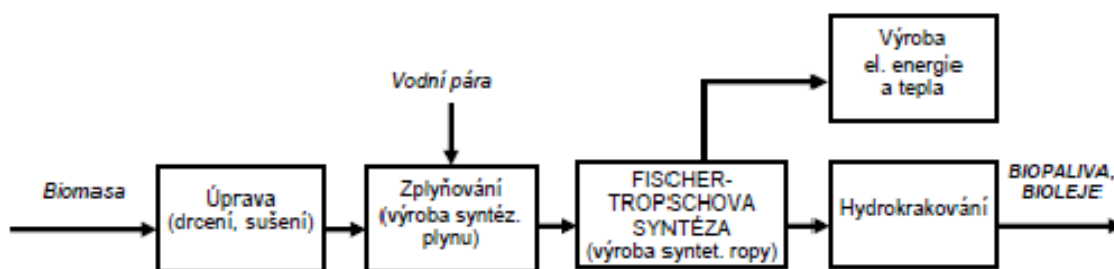 Výroba
el. energie
a tepla
Vodní pára
Biomasa
Úprava
(drcení, sušení)
Zplyňování
(výroba syntéz.
plynu)
FISCHER-
TROPSCHOVA
SYNTÉZA
(výroba syntet. ropy)
Hydrokrakování
BIOPALIVA,
BIOLEJE